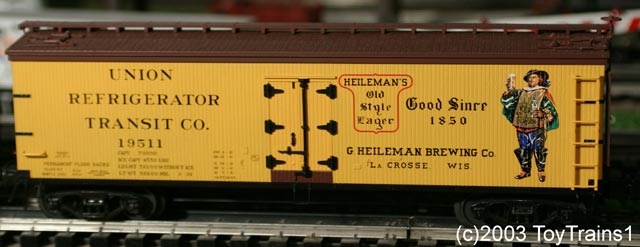 UNION
REFRIGERATOR
TRANSIT CO.
19511
HEILEMAN'S
Old
Style
Lager
Good Since
1850
G HEILEMAN BREWING Co.
LA CROSSE, WIS.
(c)2003 ToyTrains1